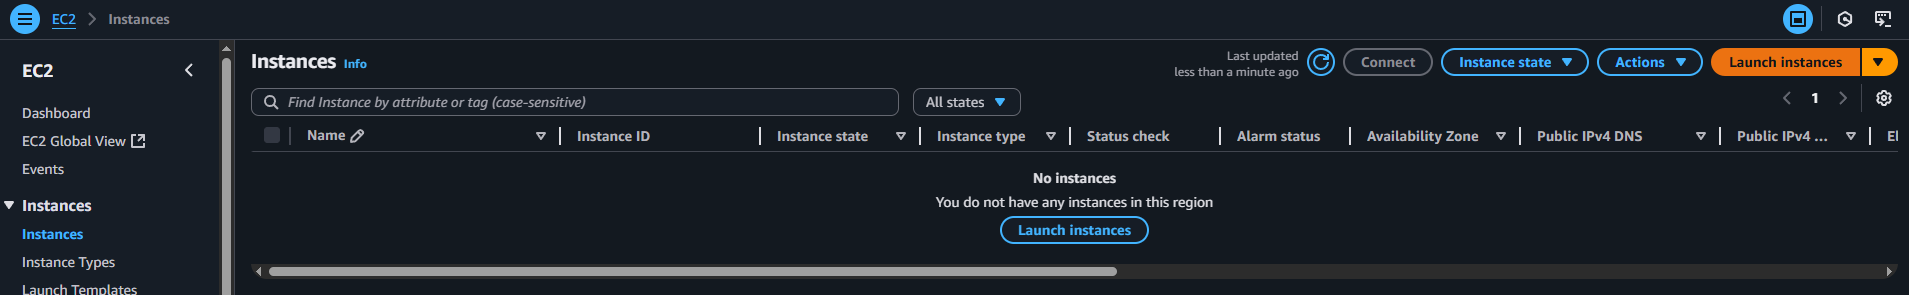 EC2 > Instances
EC2
Dashboard
EC2 Global View
Events
Instances
Instances
Instance Types
Launch Templates
Instances Info
Last updated
less than a minute ago
Connect
Instance state
Actions
Launch instances
Find Instance by attribute or tag (case-sensitive)
All states
1
Name Instance ID Instance state Instance type Status check Alarm status Availability Zone Public IPv4 DNS Public IPv4 ... El
No instances
You do not have any instances in this region
Launch instances